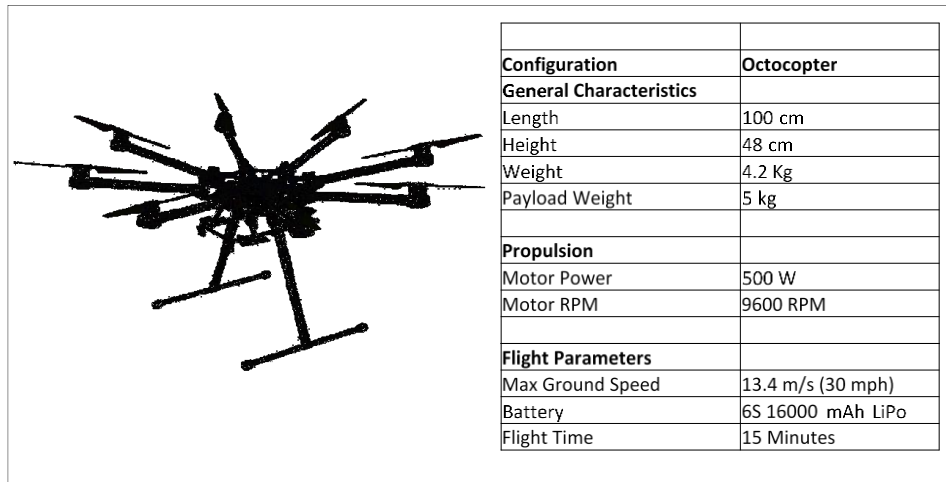 Configuration Octocopter
General Characteristics
Length 100 cm
Height 48 cm
Weight 4.2 Kg
Payload Weight 5 kg
Propulsion
Motor Power 500 W
Motor RPM 9600 RPM
Flight Parameters
Max Ground Speed 13.4 m/s (30 mph)
Battery 6S 16000 mAh LiPo
Flight Time 15 Minutes